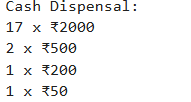 Cash Dispensal:
17 x ₹2000
2 x ₹500
1 x ₹200
1 x ₹50